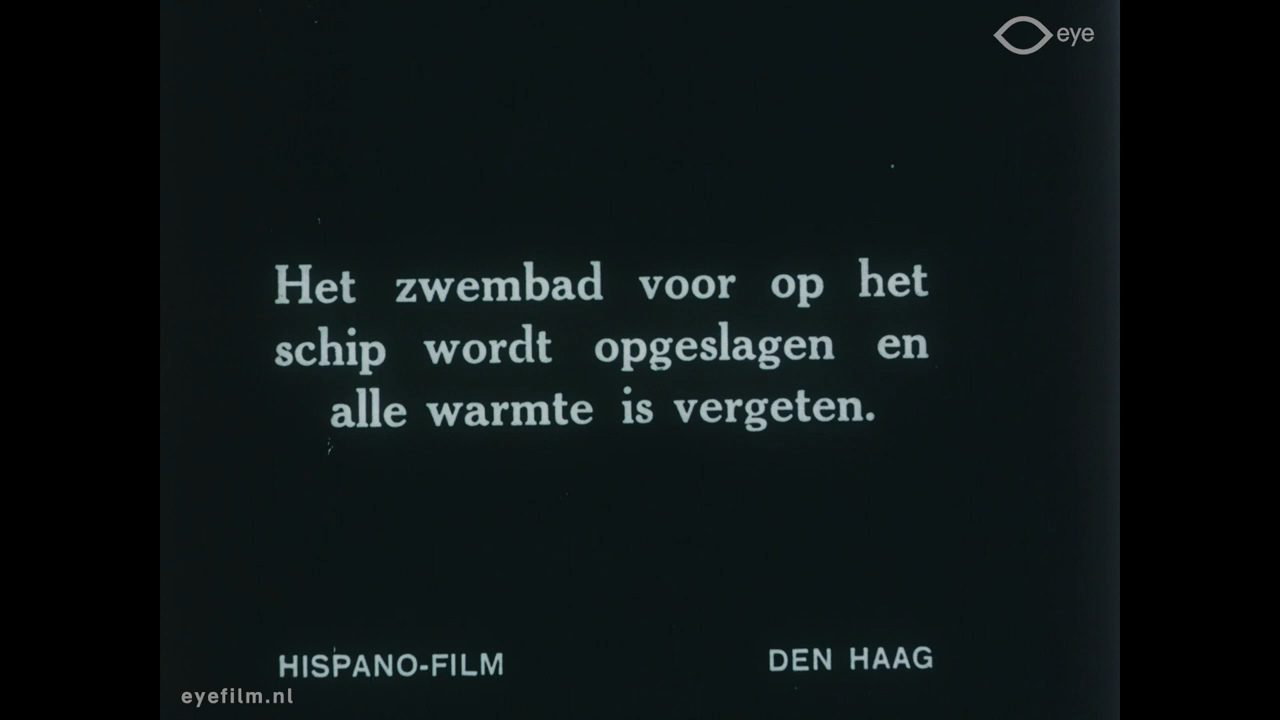 eye
Het zwembad voor op het
schip wordt opgeslagen en
alle warmte is vergeten.
HISPANO-FILM DEN HAAG
eyefilm.nl